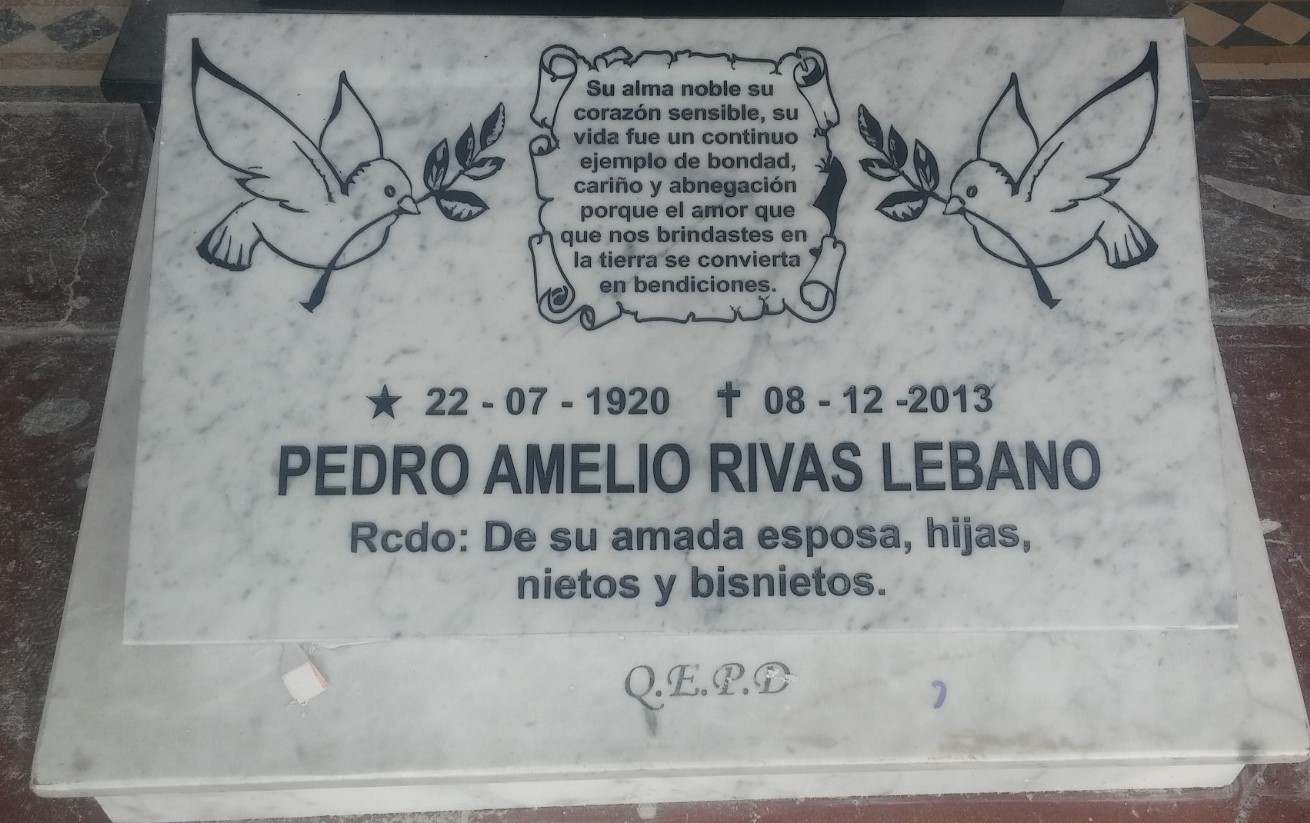 Su alma noble su
corazón sensible, su
vida fue un continuo
ejemplo de bondad,
cariño y abnegación
porque el amor que
que nos brindastes en
la tierra se convierta
en bendiciones.
★ 22 - 07 - 1920 ✝ 08 - 12 -2013
PEDRO AMELIO RIVAS LEBANO
Rcdo: De su amada esposa, hijas,
nietos y bisnietos.
Q.E.P.D